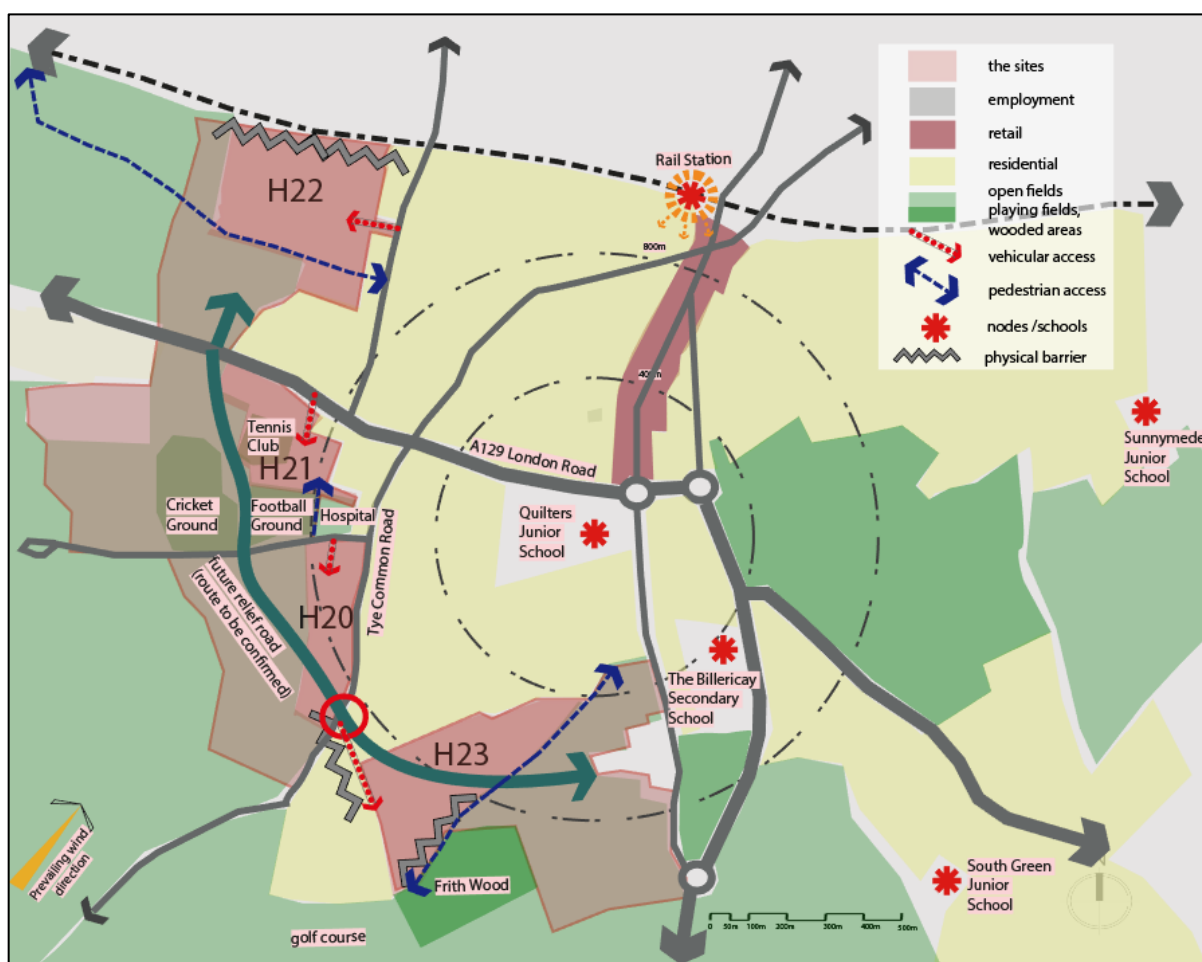 the sites
employment
retail
residential
open fields
playing fields,
wooded areas
vehicular access
pedestrian access
nodes /schools
physical barrier
Rail Station
H22
800m
400m
Tennis
Club
H21
A129 London Road
Sunnymede
Junior
School
Cricket
Ground
Football
Ground
Hospital
Quilters
Junior
School
Tye Common Road
future relief road
(route to be confirmed)
H20
The Billericay
Secondary
School
H23
Prevailing wind
direction
Frith Wood
South Green
Junior
School
golf course
0 50m 100m 200m 300m 400m 500m